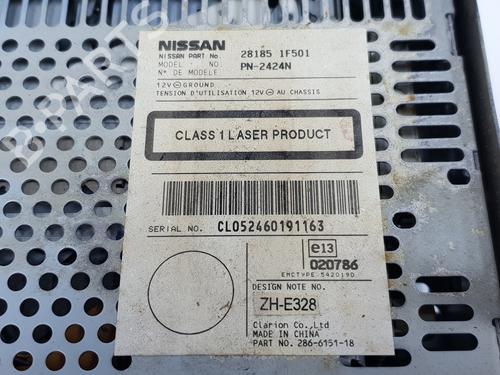 NISSAN
NISSAN PART No. 28185 1F501
MODEL NO. PN-2424N
N° DE MODELE
12V ⊖ GROUND
TENSION D'UTILISATION 12V ⊖ AU CHASSIS
CLASS 1 LASER PRODUCT
SERIAL NO. CL052460191163
e13
020786
EMCTYPE 542019D
DESIGN NOTE NO.
ZH-E328
Clarion Co.,Ltd
MADE IN CHINA
PART NO. 286-6151-18